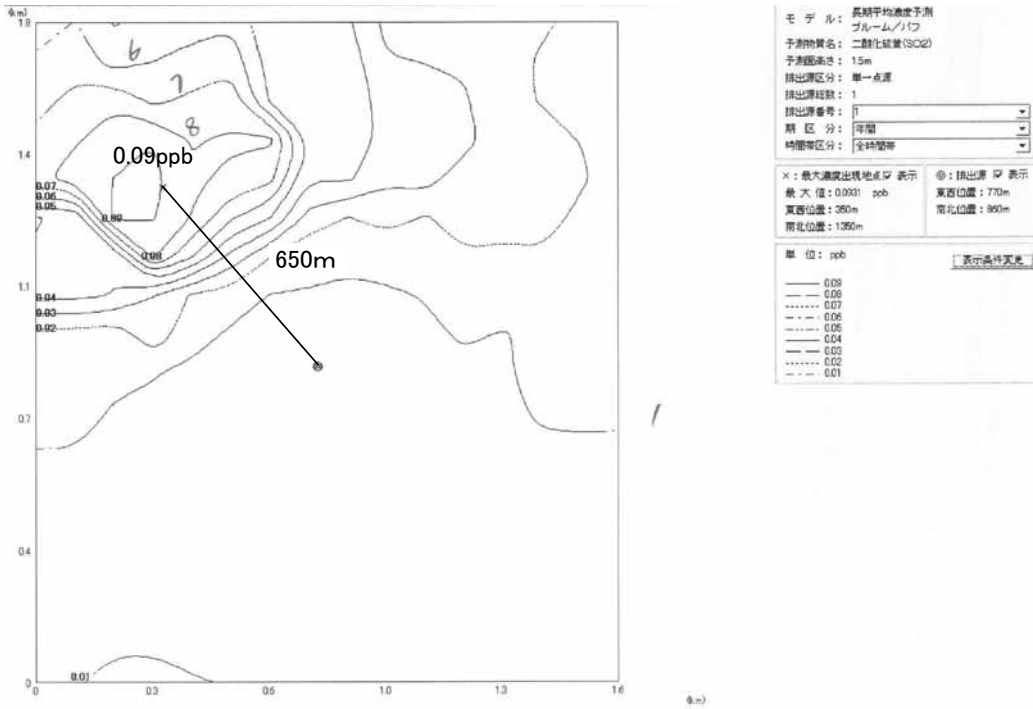 (km)
1.9
1.4
1.1
0.7
0.4
0
0
0.3
0.5
1.0
1.3
1.6
(km)
6
7
8
0.09ppb
0.07
0.06
0.05
0.09
0.08
650m
0.04
0.03
0.02
0.01
モデル: 長期平均濃度予測
プルーム/パフ
予測物質名: 二酸化硫黄(SO2)
予測面高さ: 1.5m
排出源区分: 単一点源
排出源総数: 1
排出源番号: 1
期区分: 年間
時間帯区分: 全時間帯
×:最大濃度出現地点 表示
最大値:0.0931 ppb
東西位置:350m
南北位置:1350m
◎:排出源 表示
東西位置:770m
南北位置:860m
単位: ppb
表示条件変更
0.09
0.08
0.07
0.06
0.05
0.04
0.03
0.02
0.01